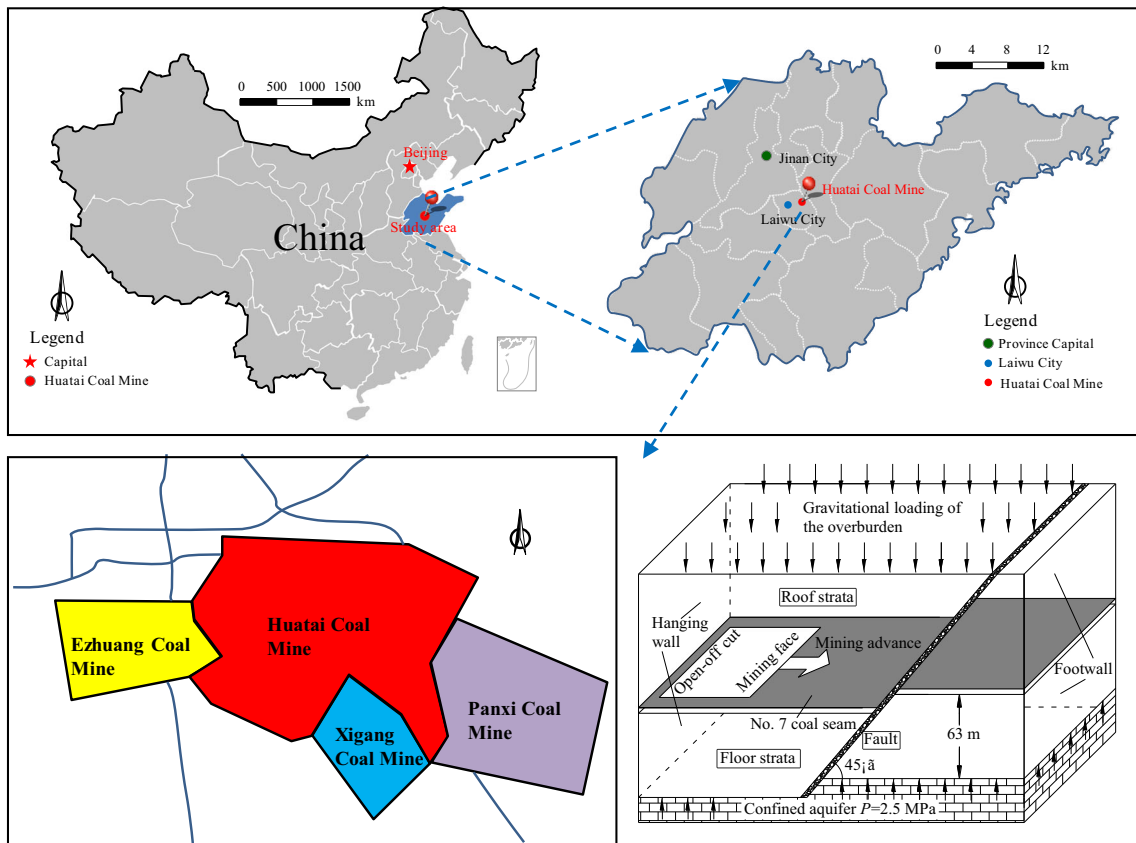 0 500 1000 1500
km
Beijing
Study area
China
Legend
Capital
Huatai Coal Mine
0 4 8 12
km
Jinan City
Huatai Coal Mine
Laiwu City
Legend
Province Capital
Laiwu City
Huatai Coal Mine
Ezhuang Coal
Mine
Huatai Coal
Mine
Xigang
Coal Mine
Panxi Coal
Mine
Gravitational loading of
the overburden
Roof strata
Hanging
wall
Open-off cut
Mining face
Mining advance
Footwall
No. 7 coal seam
Fault
63 m
Floor strata
45¡ã
Confined aquifer P=2.5 MPa